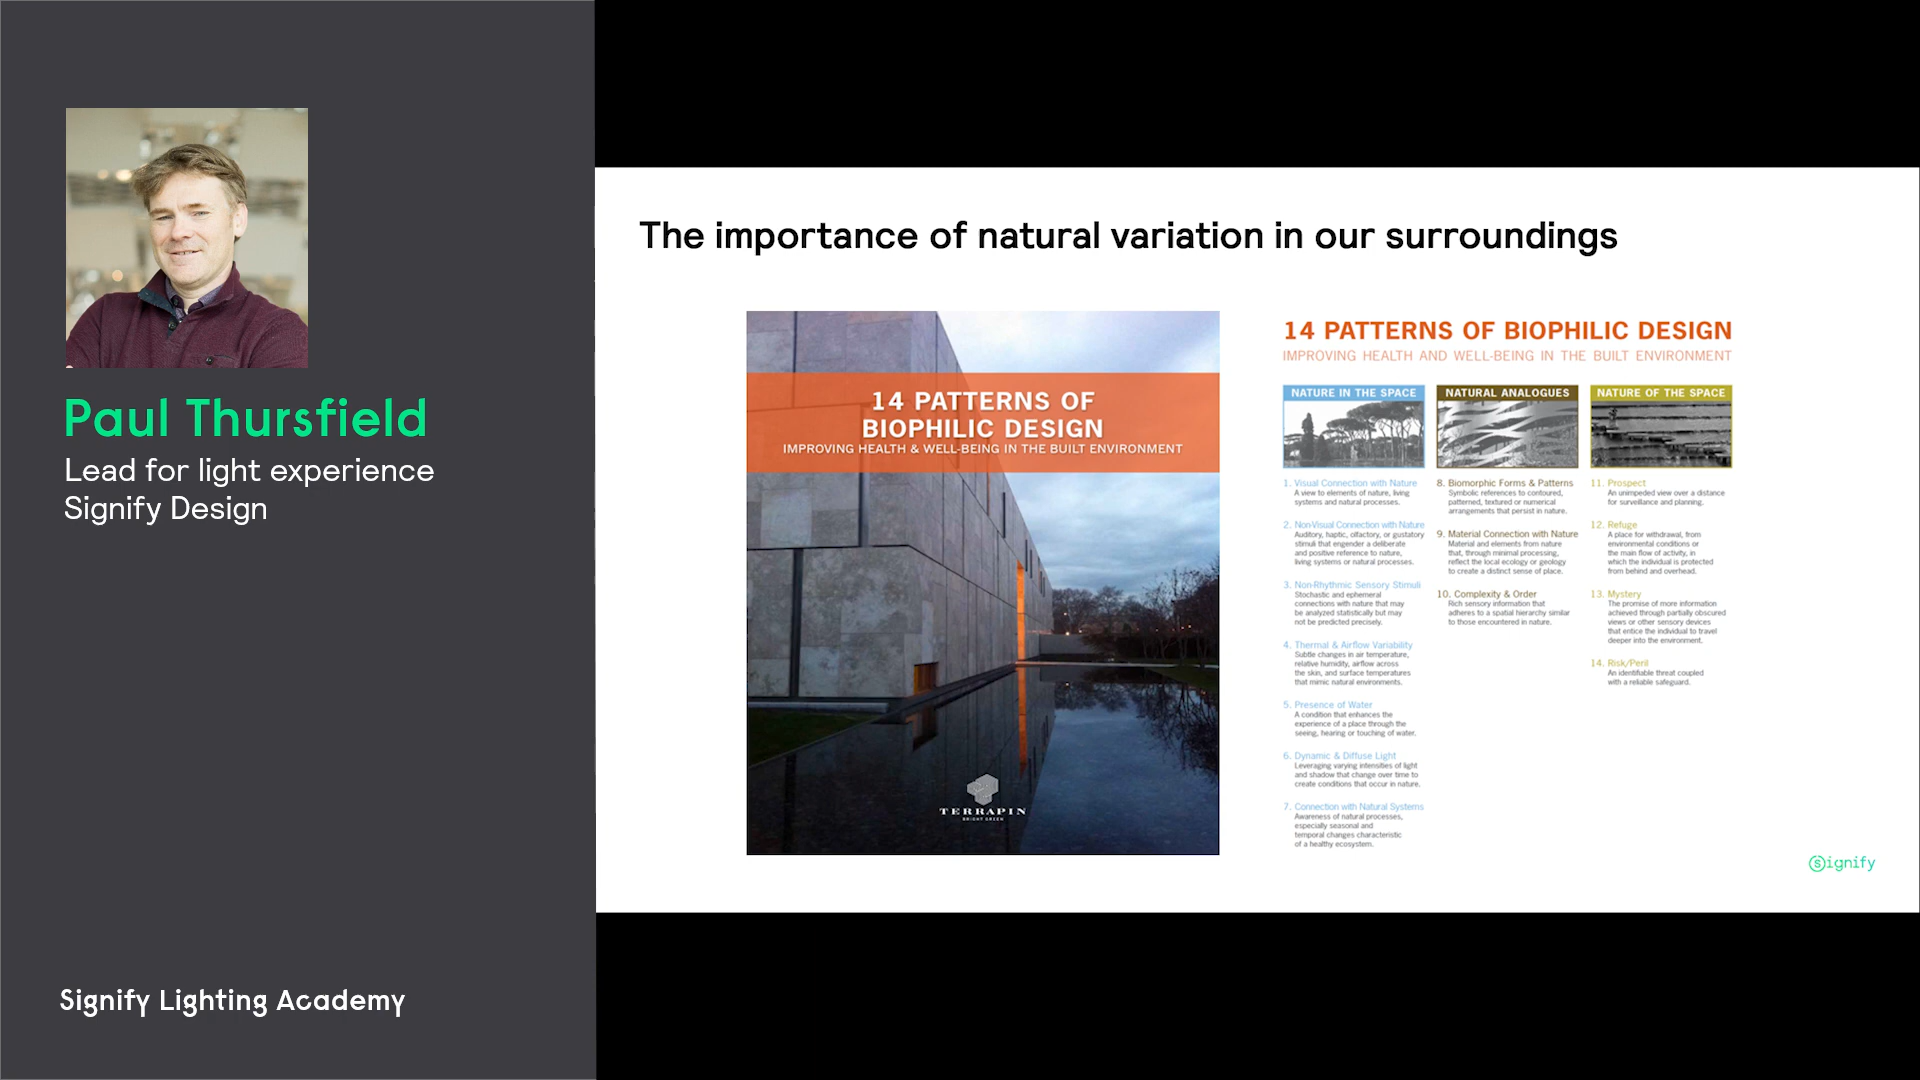 Paul Thursfield
Lead for light experience
Signify Design
Signify Lighting Academy
The importance of natural variation in our surroundings
14 PATTERNS OF
BIOPHILIC DESIGN
IMPROVING HEALTH & WELL-BEING IN THE BUILT ENVIRONMENT
TERRAPIN
BRIGHT GREEN
14 PATTERNS OF BIOPHILIC DESIGN
IMPROVING HEALTH AND WELL-BEING IN THE BUILT ENVIRONMENT
NATURE IN THE SPACE
1. Visual Connection with Nature
A view to elements of nature, living
systems and natural processes.
2. Non-Visual Connection with Nature
Auditory, haptic, olfactory, or gustatory
stimuli that engender a deliberate
and positive reference to nature,
living systems or natural processes.
3. Non-Rhythmic Sensory Stimuli
Stochastic and ephemeral
connections with nature that may
be analyzed statistically but may
not be predicted precisely.
4. Thermal & Airflow Variability
Subtle changes in air temperature,
relative humidity, airflow across
the skin, and surface temperatures
that mimic natural environments.
5. Presence of Water
A condition that enhances the
experience of a place through the
seeing, hearing or touching of water.
6. Dynamic & Diffuse Light
Leveraging varying intensities of light
and shadow that change over time to
create conditions that occur in nature.
7. Connection with Natural Systems
Awareness of natural processes,
especially seasonal and
temporal changes characteristic
of a healthy ecosystem.
NATURAL ANALOGUES
8. Biomorphic Forms & Patterns
Symbolic references to contoured,
patterned, textured or numerical
arrangements that persist in nature.
9. Material Connection with Nature
Material and elements from nature
that, through minimal processing,
reflect the local ecology or geology
to create a distinct sense of place.
10. Complexity & Order
Rich sensory information that
adheres to a spatial hierarchy similar
to those encountered in nature.
NATURE OF THE SPACE
11. Prospect
An unimpeded view over a distance
for surveillance and planning.
12. Refuge
A place for withdrawal, from
environmental conditions or
the main flow of activity, in
which the individual is protected
from behind and overhead.
13. Mystery
The promise of more information
achieved through partially obscured
views or other sensory devices
that entice the individual to travel
deeper into the environment.
14. Risk/Peril
An identifiable threat coupled
with a reliable safeguard.
Signify